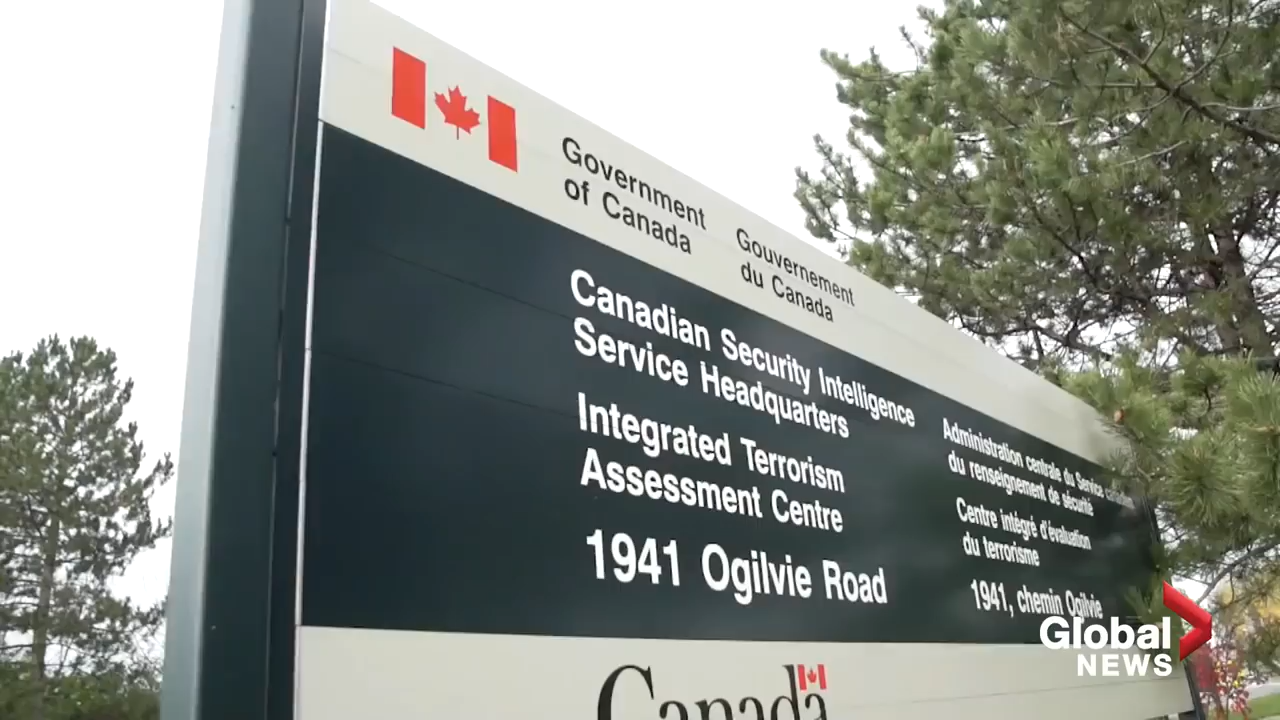 Government
of Canada
Gouvernement
du Canada
Canadian Security Intelligence
Service Headquarters
Integrated Terrorism
Assessment Centre
1941 Ogilvie Road
Administration centrale du Service canadien
du renseignement de sécurité
Centre intégré d'évaluation
du terrorisme
1941, chemin Ogilvie
Canada
Global
NEWS